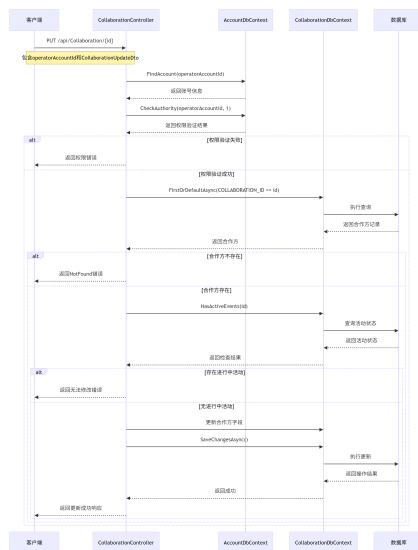 客户端 CollaborationController AccountDbContext CollaborationDbContext 数据库
PUT /api/Collaboration/{id}
包含operatorAccountId和CollaborationUpdateDto
FindAccount(operatorAccountId)
返回账号信息
CheckAuthority(operatorAccountId, 1)
返回权限验证结果
alt [权限验证失败]
返回权限错误
[权限验证成功]
FirstOrDefaultAsync(COLLABORATION_ID == id)
执行查询
返回合作方记录
返回合作方
alt [合作方不存在]
返回NotFound错误
[合作方存在]
HasActiveEvents(id)
查询活动状态
返回活动状态
返回检查结果
alt [存在进行中活动]
返回无法修改错误
[无进行中活动]
更新合作方字段
SaveChangesAsync()
执行更新
返回操作结果
返回成功
返回更新成功响应
客户端 CollaborationController AccountDbContext CollaborationDbContext 数据库